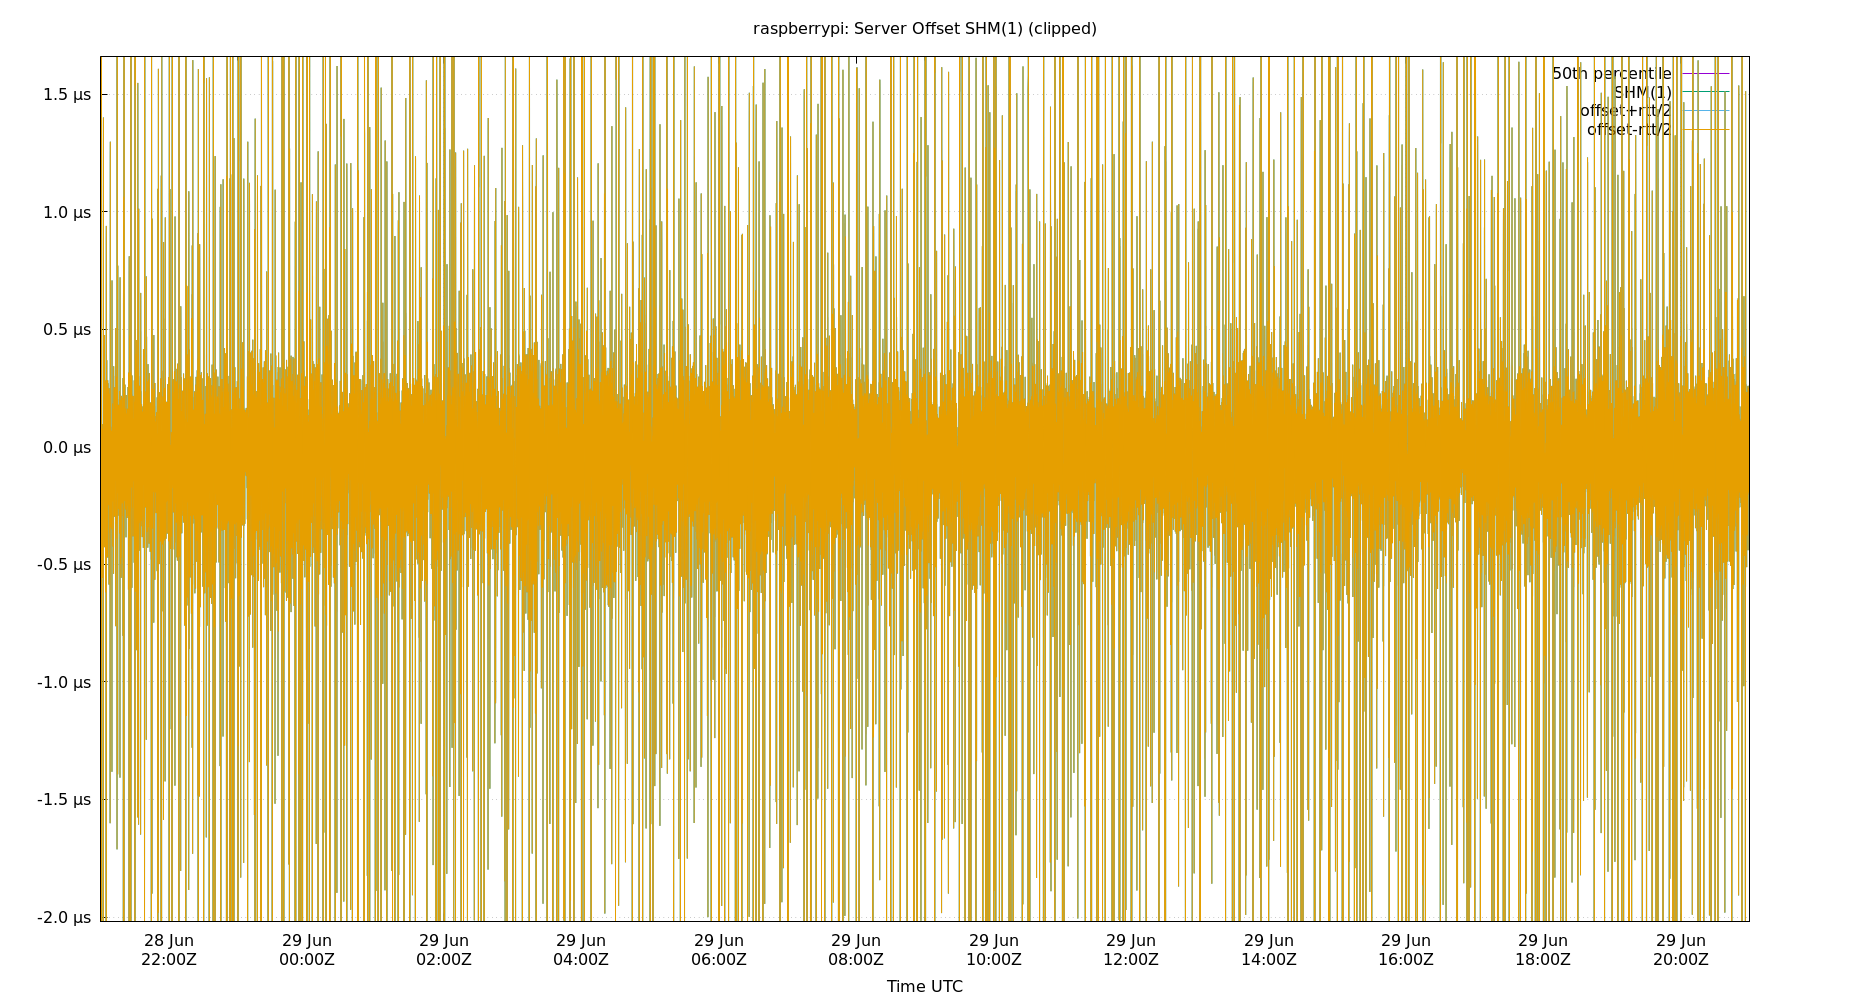 raspberrypi: Server Offset SHM(1) (clipped)
50th percentile
SHM(1)
offset+rtt/2
offset-rtt/2
1.5 µs
1.0 µs
0.5 µs
0.0 µs
-0.5 µs
-1.0 µs
-1.5 µs
-2.0 µs
28 Jun 29 Jun 29 Jun 29 Jun 29 Jun 29 Jun 29 Jun 29 Jun 29 Jun 29 Jun 29 Jun 29 Jun
22:00Z 00:00Z 02:00Z 04:00Z 06:00Z 08:00Z 10:00Z 12:00Z 14:00Z 16:00Z 18:00Z 20:00Z
Time UTC